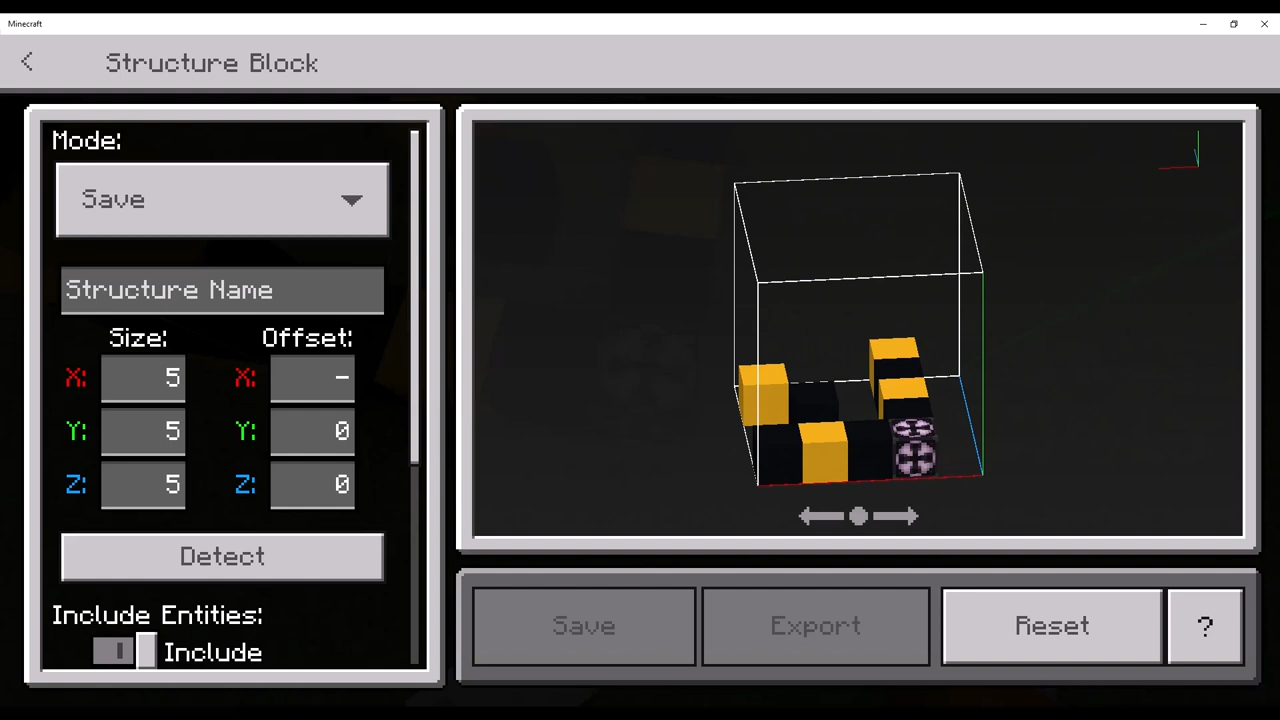 Minecraft
Structure Block
Mode:
Save
Structure Name
Size: Offset:
X: 5 X: -
Y: 5 Y: 0
Z: 5 Z: 0
Detect
Include Entities:
Include
Save Export Reset ?